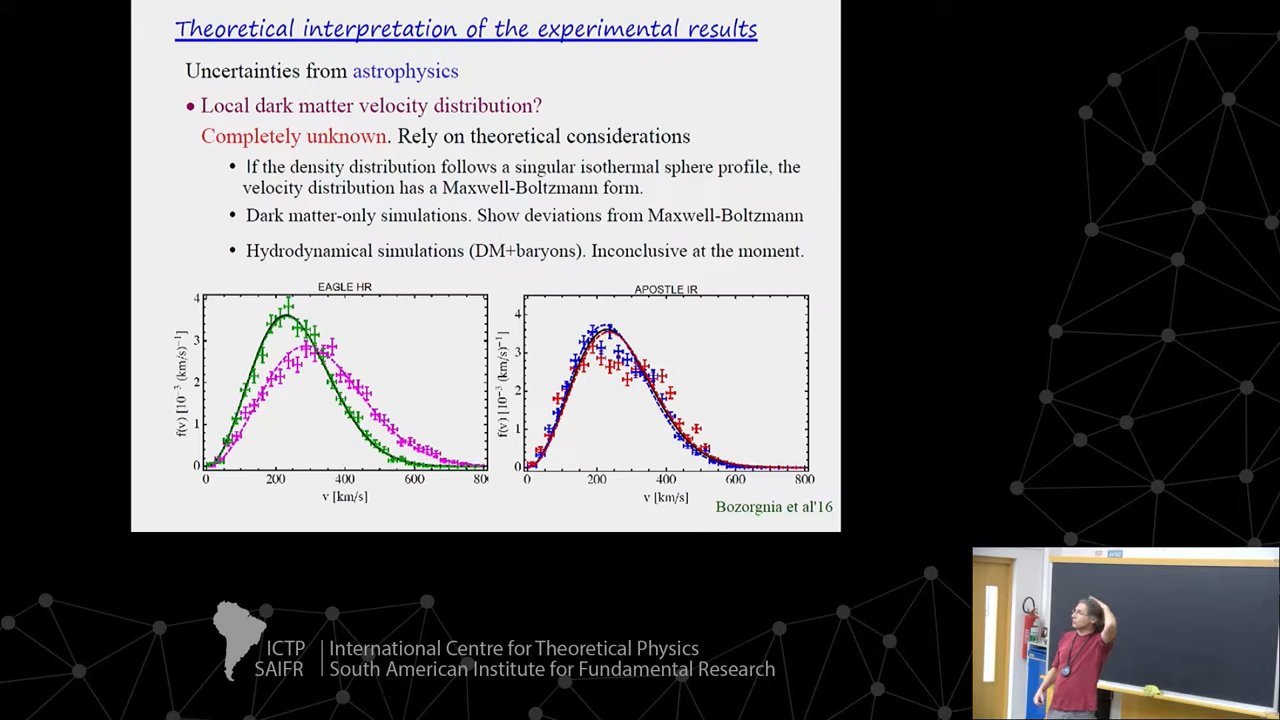 Theoretical interpretation of the experimental results
Uncertainties from astrophysics
• Local dark matter velocity distribution?
Completely unknown. Rely on theoretical considerations
• If the density distribution follows a singular isothermal sphere profile, the
velocity distribution has a Maxwell-Boltzmann form.
• Dark matter-only simulations. Show deviations from Maxwell-Boltzmann
• Hydrodynamical simulations (DM+baryons). Inconclusive at the moment.
EAGLE HR
f(v) [10⁻³ (km/s)⁻¹]
4
3
2
1
0
0 200 400 600 80
v [km/s]
APOSTLE IR
f(v) [10⁻³ (km/s)⁻¹]
4
3
2
1
0
0 200 400 600 800
v [km/s]
Bozorgnia et al'16
ICTP
SAIFR
International Centre for Theoretical Physics
South American Institute for Fundamental Research